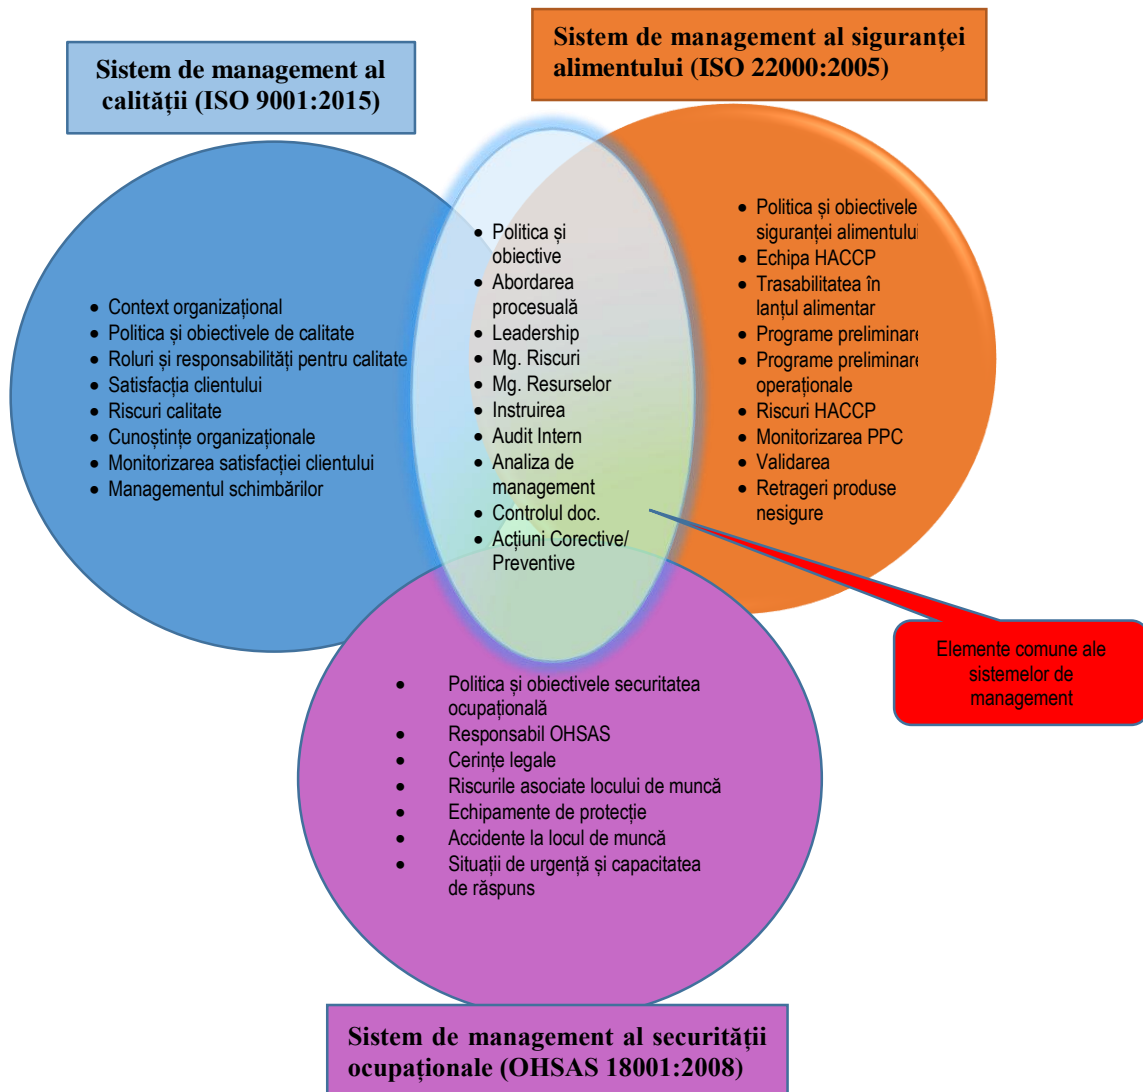 Sistem de management al
calității (ISO 9001:2015)
Sistem de management al siguranței
alimentului (ISO 22000:2005)
• Context organizațional
• Politica și obiectivele de calitate
• Roluri și responsabilități pentru calitate
• Satisfacția clientului
• Riscuri calitate
• Cunoștințe organizaționale
• Monitorizarea satisfacției clientului
• Managementul schimbărilor
• Politica și
obiective
• Abordarea
procesuală
• Leadership
• Mg. Riscuri
• Mg. Resurselor
• Instruirea
• Audit Intern
• Analiza de
management
• Controlul doc.
• Acțiuni Corective/
Preventive
• Politica și obiectivele
siguranței alimentului
• Echipa HACCP
• Trasabilitatea în
lanțul alimentar
• Programe preliminare
• Programe preliminare
operaționale
• Riscuri HACCP
• Monitorizarea PPC
• Validarea
• Retrageri produse
nesigure
Elemente comune ale
sistemelor de
management
• Politica și obiectivele securitatea
ocupațională
• Responsabil OHSAS
• Cerințe legale
• Riscurile asociate locului de muncă
• Echipamente de protecție
• Accidente la locul de muncă
• Situații de urgență și capacitatea
de răspuns
Sistem de management al securității
ocupaționale (OHSAS 18001:2008)